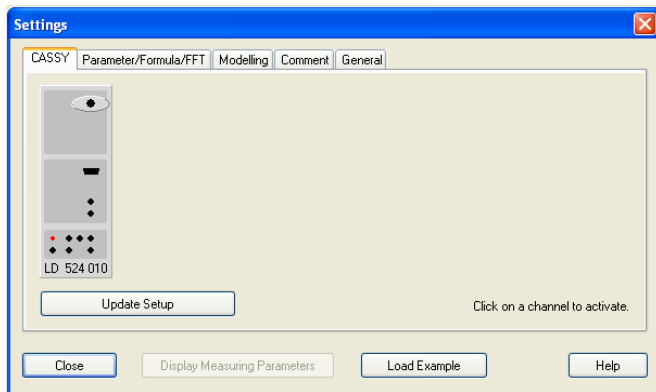 Settings
CASSY Parameter/Formula/FFT Modelling Comment General
LD 524 010
Update Setup Click on a channel to activate.
Close Display Measuring Parameters Load Example Help